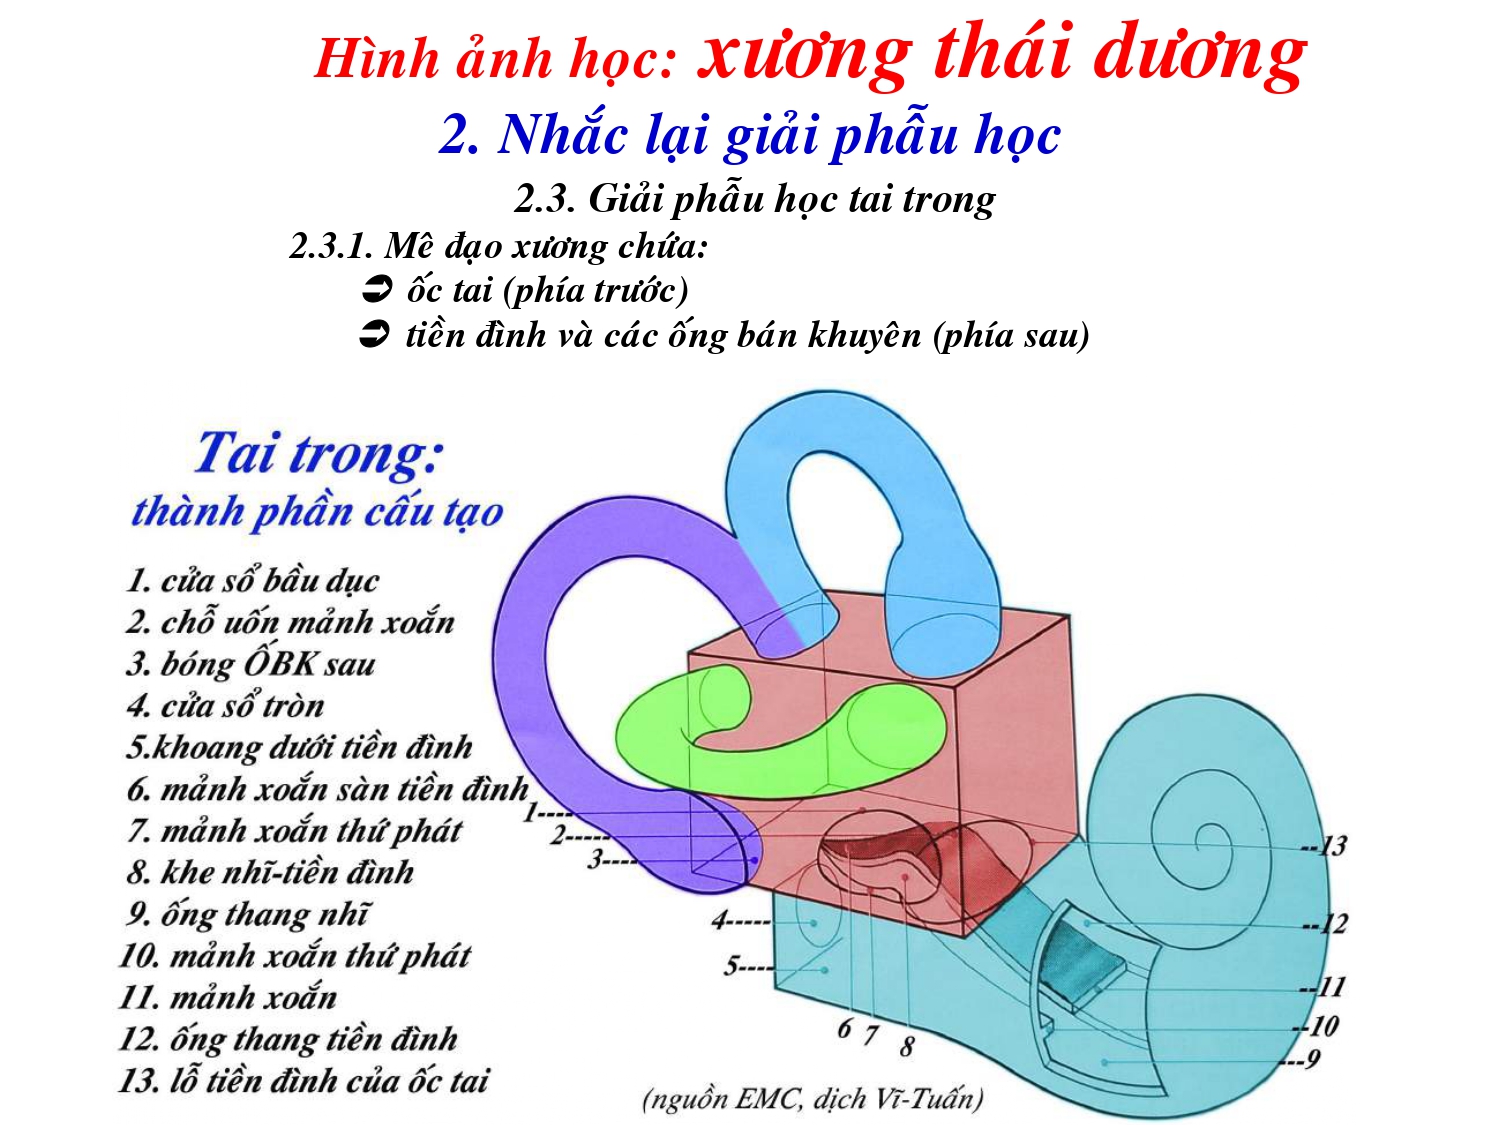 Hình ảnh học: xương thái dương
2. Nhắc lại giải phẫu học
2.3. Giải phẫu học tai trong
2.3.1. Mê đạo xương chứa:
➲ ốc tai (phía trước)
➲ tiền đình và các ống bán khuyên (phía sau)
Tai trong:
thành phần cấu tạo
1. cửa sổ bầu dục
2. chỗ uốn mảnh xoắn
3. bóng ỐBK sau
4. cửa sổ tròn
5.khoang dưới tiền đình
6. mảnh xoắn sàn tiền đình
7. mảnh xoắn thứ phát
8. khe nhĩ-tiền đình
9. ống thang nhĩ
10. mảnh xoắn thứ phát
11. mảnh xoắn
12. ống thang tiền đình
13. lỗ tiền đình của ốc tai
1----
2-----
3----
4-----
5----
6 7 8
--13
--12
--11
--10
---9
(nguồn EMC, dịch Vĩ-Tuấn)